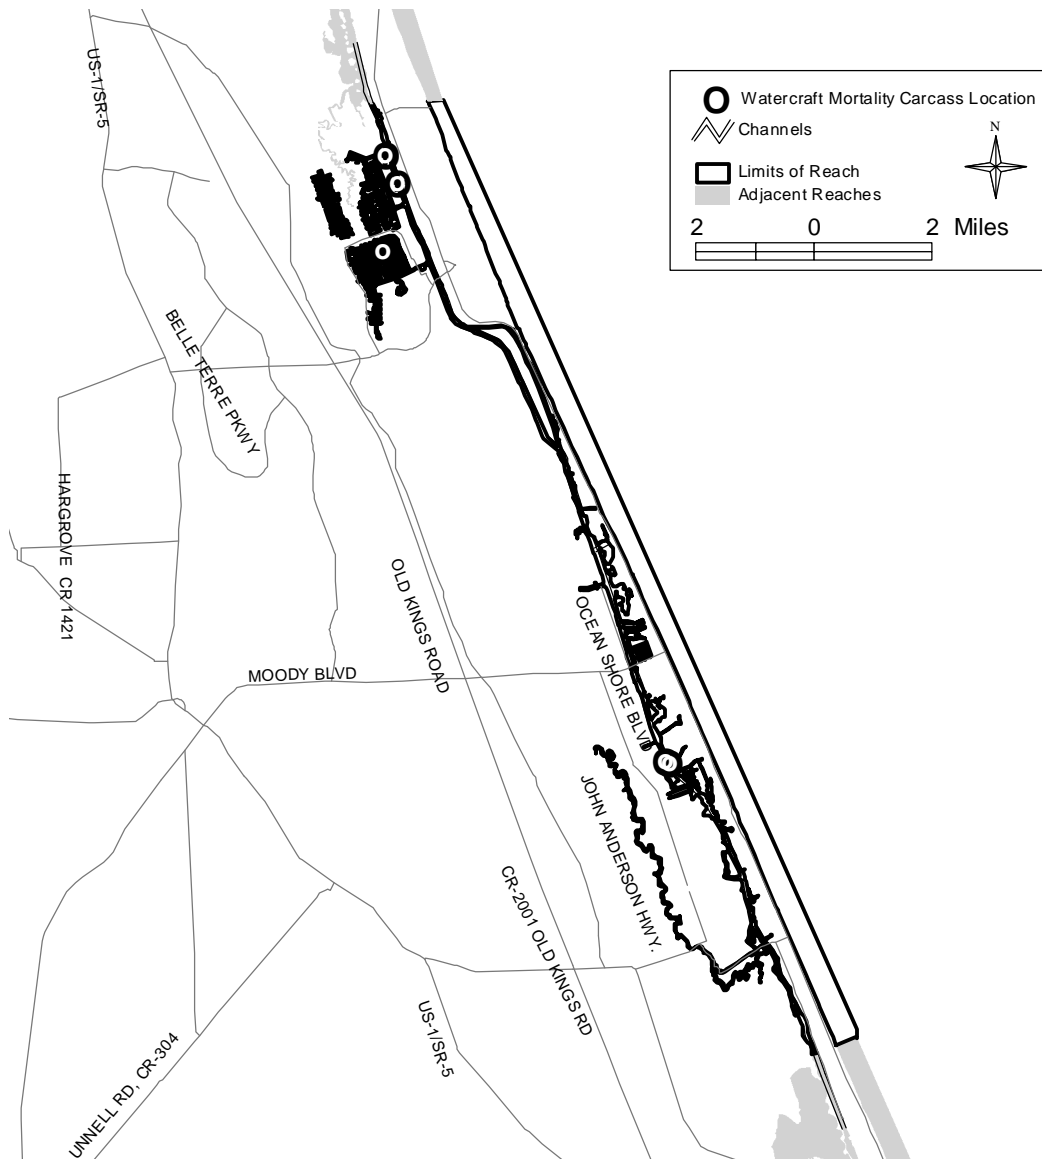 US-1/SR-5
O Watercraft Mortality Carcass Location
Channels
N
Limits of Reach
Adjacent Reaches
2 0 2 Miles
BELLE TERRE PKWY
HARGROVE CR 1421
OLD KINGS ROAD
OCEAN SHORE BLVD
MOODY BLVD
JOHN ANDERSON HWY.
CR-2001 OLD KINGS RD
US-1/SR-5
UNNELL RD, CR-304